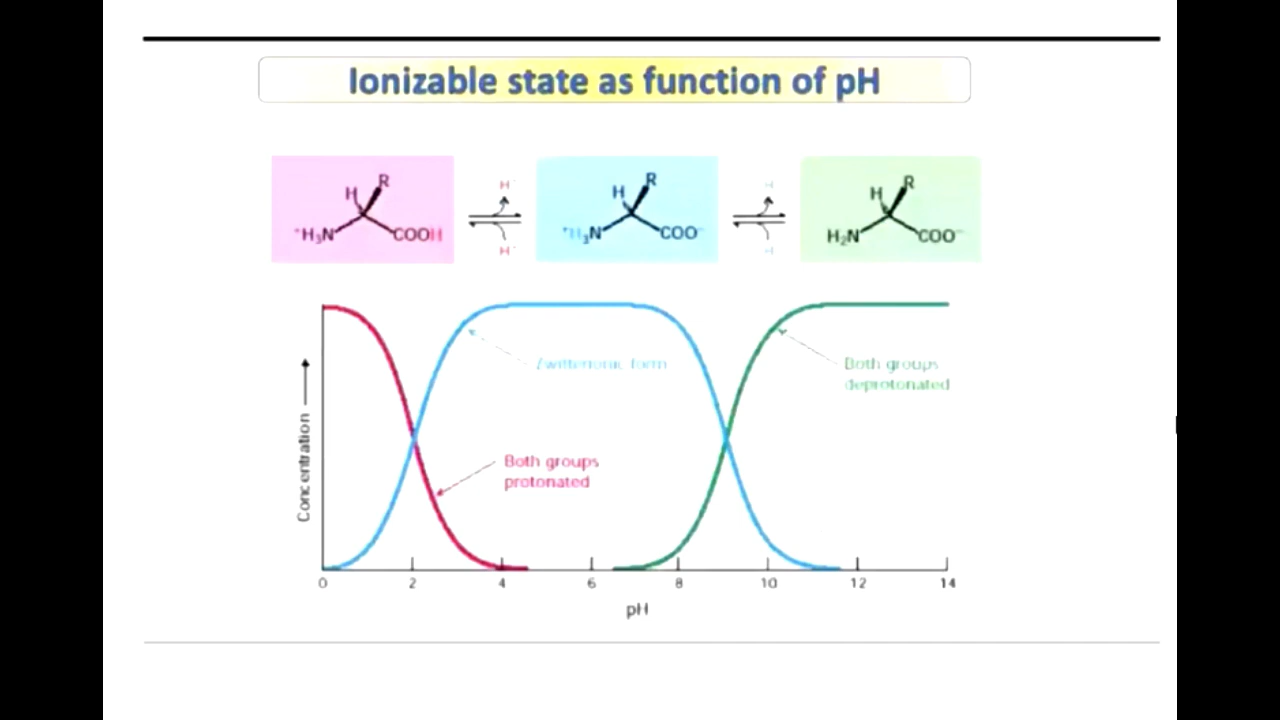 Ionizable state as function of pH
H R
⁺H₃N COOH
H⁺
H⁺
H R
⁺H₃N COO⁻
H
H
H R
H₂N COO⁻
Zwitterionic form
Both groups
deprotonated
Both groups
protonated
Concentration
0 2 4 6 8 10 12 14
pH